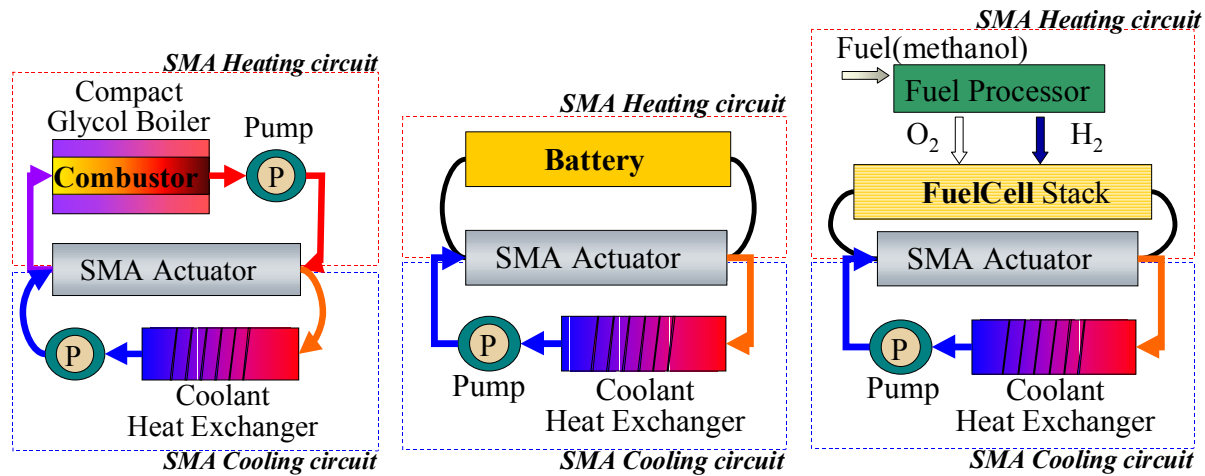 SMA Heating circuit
Compact
Glycol Boiler
Pump
Combustor
P
SMA Actuator
P
Coolant
Heat Exchanger
SMA Cooling circuit
SMA Heating circuit
Battery
SMA Actuator
P
Pump
Coolant
Heat Exchanger
SMA Cooling circuit
SMA Heating circuit
Fuel(methanol)
Fuel Processor
O2
H2
FuelCell Stack
SMA Actuator
P
Pump
Coolant
Heat Exchanger
SMA Cooling circuit